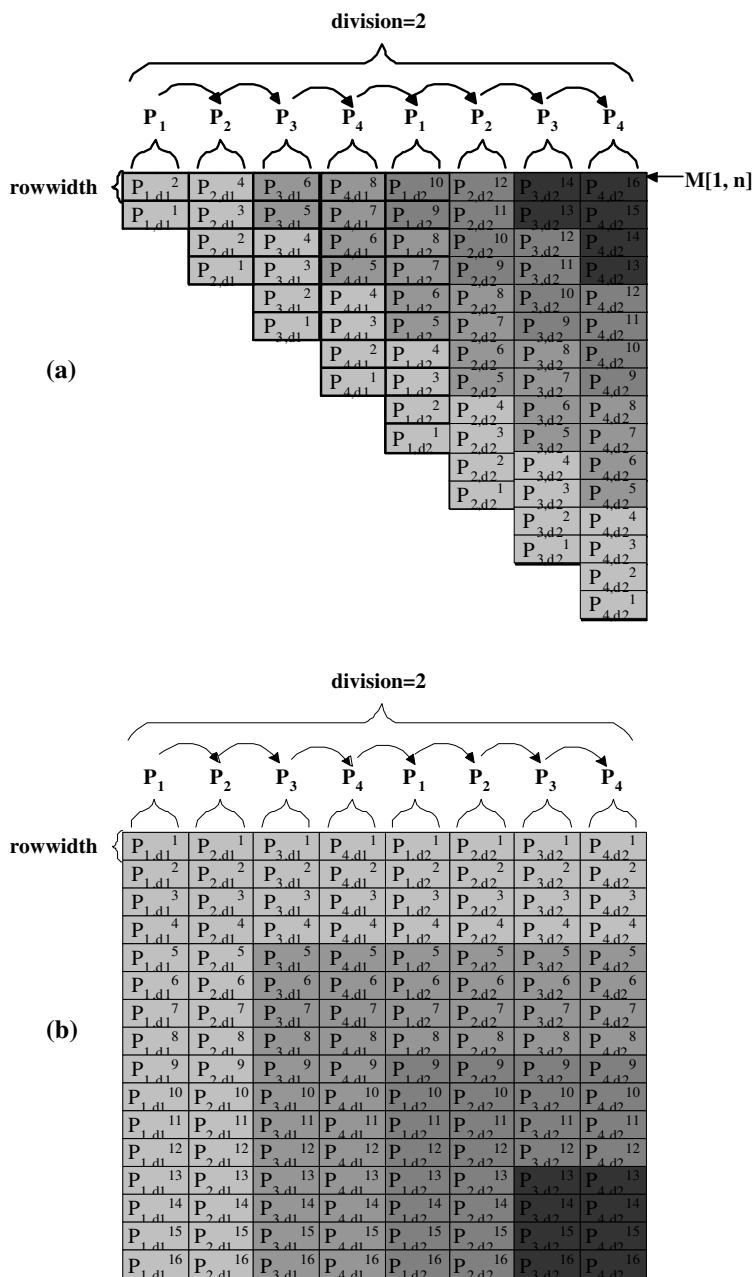 division=2
P1 P2 P3 P4 P1 P2 P3 P4
rowwidth P1,d1^2 P2,d1^4 P3,d1^6 P4,d1^8 P1,d2^10 P2,d2^12 P3,d2^14 P4,d2^16 M[1, n]
P1,d1^1 P2,d1^3 P3,d1^5 P4,d1^7 P1,d2^9 P2,d2^11 P3,d2^13 P4,d2^15
P2,d1^2 P3,d1^4 P4,d1^6 P1,d2^8 P2,d2^10 P3,d2^12 P4,d2^14
P2,d1^1 P3,d1^3 P4,d1^5 P1,d2^7 P2,d2^9 P3,d2^11 P4,d2^13
P3,d1^2 P4,d1^4 P1,d2^6 P2,d2^8 P3,d2^10 P4,d2^12
P3,d1^1 P4,d1^3 P1,d2^5 P2,d2^7 P3,d2^9 P4,d2^11
(a) P4,d1^2 P1,d2^4 P2,d2^6 P3,d2^8 P4,d2^10
P4,d1^1 P1,d2^3 P2,d2^5 P3,d2^7 P4,d2^9
P1,d2^2 P2,d2^4 P3,d2^6 P4,d2^8
P1,d2^1 P2,d2^3 P3,d2^5 P4,d2^7
P2,d2^2 P3,d2^4 P4,d2^6
P2,d2^1 P3,d2^3 P4,d2^5
P3,d2^2 P4,d2^4
P3,d2^1 P4,d2^3
P4,d2^2
P4,d2^1
division=2
P1 P2 P3 P4 P1 P2 P3 P4
rowwidth P1,d1^1 P2,d1^1 P3,d1^1 P4,d1^1 P1,d2^1 P2,d2^1 P3,d2^1 P4,d2^1
P1,d1^2 P2,d1^2 P3,d1^2 P4,d1^2 P1,d2^2 P2,d2^2 P3,d2^2 P4,d2^2
P1,d1^3 P2,d1^3 P3,d1^3 P4,d1^3 P1,d2^3 P2,d2^3 P3,d2^3 P4,d2^3
P1,d1^4 P2,d1^4 P3,d1^4 P4,d1^4 P1,d2^4 P2,d2^4 P3,d2^4 P4,d2^4
P1,d1^5 P2,d1^5 P3,d1^5 P4,d1^5 P1,d2^5 P2,d2^5 P3,d2^5 P4,d2^5
P1,d1^6 P2,d1^6 P3,d1^6 P4,d1^6 P1,d2^6 P2,d2^6 P3,d2^6 P4,d2^6
(b) P1,d1^7 P2,d1^7 P3,d1^7 P4,d1^7 P1,d2^7 P2,d2^7 P3,d2^7 P4,d2^7
P1,d1^8 P2,d1^8 P3,d1^8 P4,d1^8 P1,d2^8 P2,d2^8 P3,d2^8 P4,d2^8
P1,d1^9 P2,d1^9 P3,d1^9 P4,d1^9 P1,d2^9 P2,d2^9 P3,d2^9 P4,d2^9
P1,d1^10 P2,d1^10 P3,d1^10 P4,d1^10 P1,d2^10 P2,d2^10 P3,d2^10 P4,d2^10
P1,d1^11 P2,d1^11 P3,d1^11 P4,d1^11 P1,d2^11 P2,d2^11 P3,d2^11 P4,d2^11
P1,d1^12 P2,d1^12 P3,d1^12 P4,d1^12 P1,d2^12 P2,d2^12 P3,d2^12 P4,d2^12
P1,d1^13 P2,d1^13 P3,d1^13 P4,d1^13 P1,d2^13 P2,d2^13 P3,d2^13 P4,d2^13
P1,d1^14 P2,d1^14 P3,d1^14 P4,d1^14 P1,d2^14 P2,d2^14 P3,d2^14 P4,d2^14
P1,d1^15 P2,d1^15 P3,d1^15 P4,d1^15 P1,d2^15 P2,d2^15 P3,d2^15 P4,d2^15
P1,d1^16 P2,d1^16 P3,d1^16 P4,d1^16 P1,d2^16 P2,d2^16 P3,d2^16 P4,d2^16